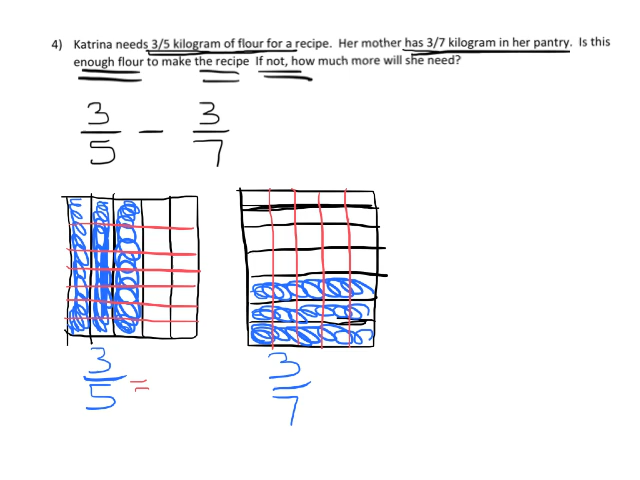 4) Katrina needs 3/5 kilogram of flour for a recipe. Her mother has 3/7 kilogram in her pantry. Is this
enough flour to make the recipe If not, how much more will she need?
3/5 - 3/7
3/5 = 3/7